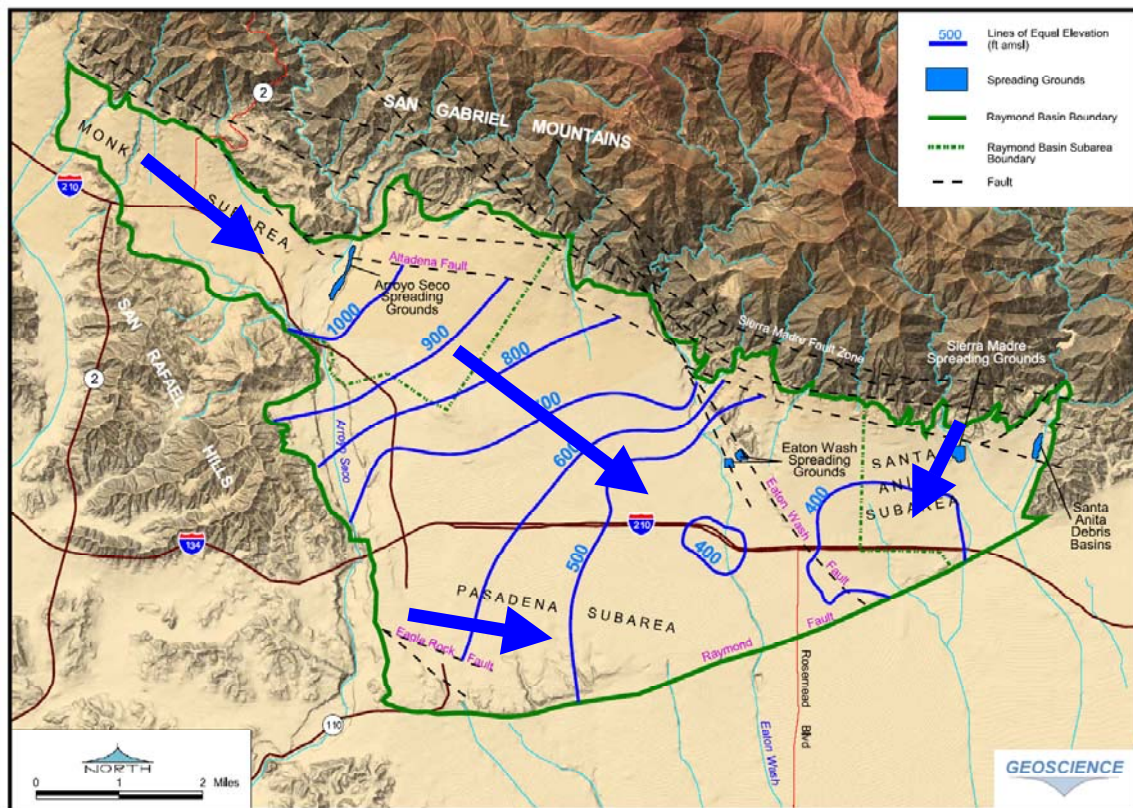 500
Lines of Equal Elevation
(ft amsl)
Spreading Grounds
Raymond Basin Boundary
Raymond Basin Subarea
Boundary
Fault
2
SAN GABRIEL MOUNTAINS
MONK
SUBAREA
210
Altadena Fault
Arroyo Seco
Spreading
Grounds
1000
900
800
00
600
500
400
400
SAN RAFAEL HILLS
2
Arroyo Seco
Sierra Madre Fault Zone
Sierra Madre
Spreading Grounds
Eaton Wash
Spreading
Grounds
SANTA
ANI
SUBAREA
Santa
Anita
Debris
Basins
210
134
Eaton Wash Fault
PASADENA SUBAREA
Eagle Rock Fault
Raymond Fault
Rosemead Blvd
Eaton Wash
110
NORTH
0 1 2 Miles
GEOSCIENCE